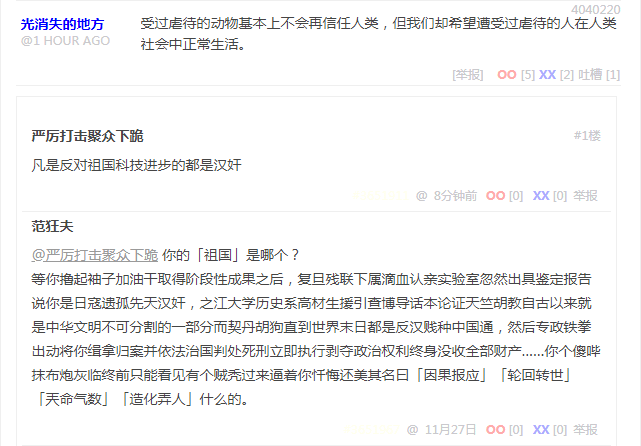 4040220
光消失的地方
@1 HOUR AGO
受过虐待的动物基本上不会再信任人类，但我们却希望遭受过虐待的人在人类
社会中正常生活。
[举报] OO [5] XX [2] 吐槽 [1]
严厉打击聚众下跪 #1楼
凡是反对祖国科技进步的都是汉奸
@ 8分钟前 OO [0] XX [0] 举报
范狂夫
@严厉打击聚众下跪 你的「祖国」是哪个？
等你撸起袖子加油干取得阶段性成果之后，复旦残联下属滴血认亲实验室忽然出具鉴定报告
说你是日寇遗孤先天汉奸，之江大学历史系高材生援引查博导话本论证天竺胡教自古以来就
是中华文明不可分割的一部分而契丹胡狗直到世界末日都是反汉贱种中国通，然后专政铁拳
出动将你缉拿归案并依法治国判处死刑立即执行剥夺政治权利终身没收全部财产……你个傻哔
抹布炮灰临终前只能看见有个贼秃过来逼着你忏悔还美其名曰「因果报应」「轮回转世」
「天命气数」「造化弄人」什么的。
@ 11月27日 OO [0] XX [0] 举报